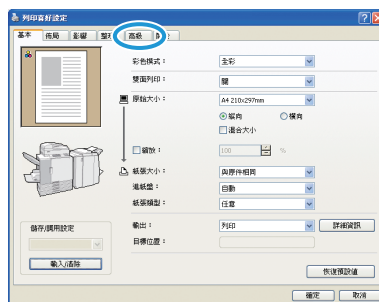 列印喜好設定
基本 佈局 影響 高級
彩色模式： 全彩
雙面列印： 關
原始大小： A4 210x297mm
縱向 橫向
混合大小
縮放： 100 %
紙張大小： 與原件相同
進紙盤： 自動
紙張類型： 任意
儲存/調用設定
輸入/清除
輸出： 列印 詳細資訊
目標位置：
恢復預設值
確定 取消